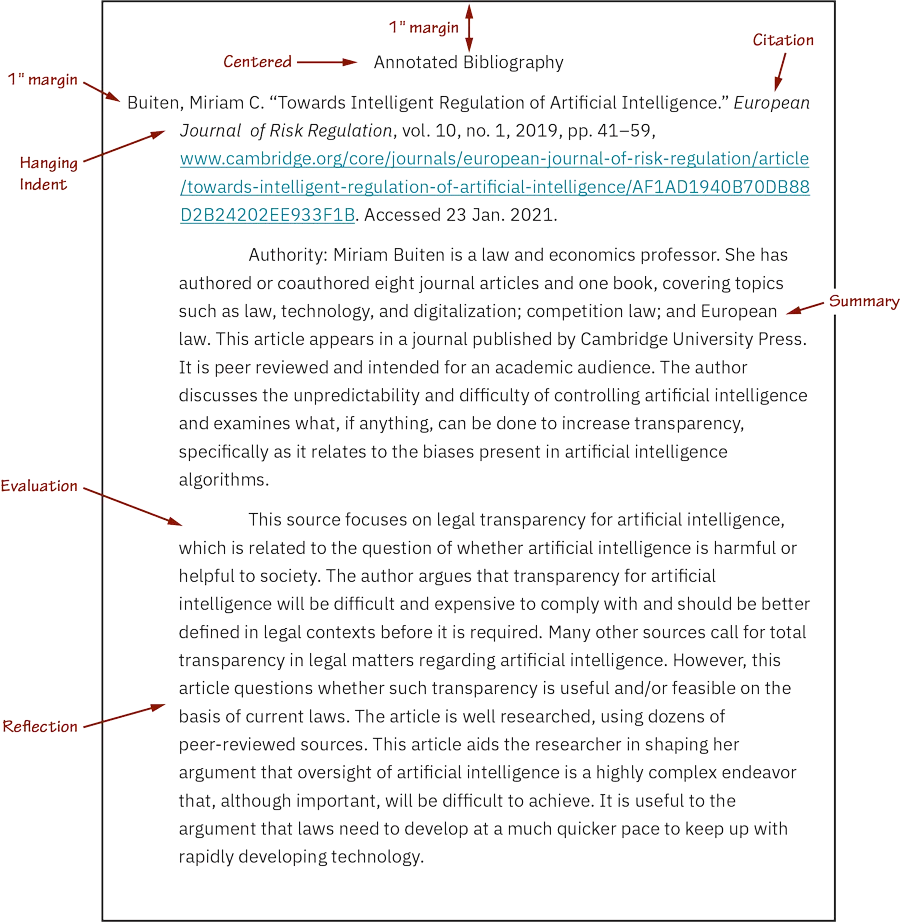 1" margin
Citation
Centered
Annotated Bibliography
1" margin
Buiten, Miriam C. “Towards Intelligent Regulation of Artificial Intelligence.” European
Journal of Risk Regulation, vol. 10, no. 1, 2019, pp. 41–59,
Hanging
Indent
www.cambridge.org/core/journals/european-journal-of-risk-regulation/article
/towards-intelligent-regulation-of-artificial-intelligence/AF1AD1940B70DB88
D2B24202EE933F1B. Accessed 23 Jan. 2021.
Authority: Miriam Buiten is a law and economics professor. She has
authored or coauthored eight journal articles and one book, covering topics
such as law, technology, and digitalization; competition law; and European
Summary
law. This article appears in a journal published by Cambridge University Press.
It is peer reviewed and intended for an academic audience. The author
discusses the unpredictability and difficulty of controlling artificial intelligence
and examines what, if anything, can be done to increase transparency,
specifically as it relates to the biases present in artificial intelligence
algorithms.
Evaluation
This source focuses on legal transparency for artificial intelligence,
which is related to the question of whether artificial intelligence is harmful or
helpful to society. The author argues that transparency for artificial
intelligence will be difficult and expensive to comply with and should be better
defined in legal contexts before it is required. Many other sources call for total
transparency in legal matters regarding artificial intelligence. However, this
article questions whether such transparency is useful and/or feasible on the
basis of current laws. The article is well researched, using dozens of
Reflection
peer-reviewed sources. This article aids the researcher in shaping her
argument that oversight of artificial intelligence is a highly complex endeavor
that, although important, will be difficult to achieve. It is useful to the
argument that laws need to develop at a much quicker pace to keep up with
rapidly developing technology.